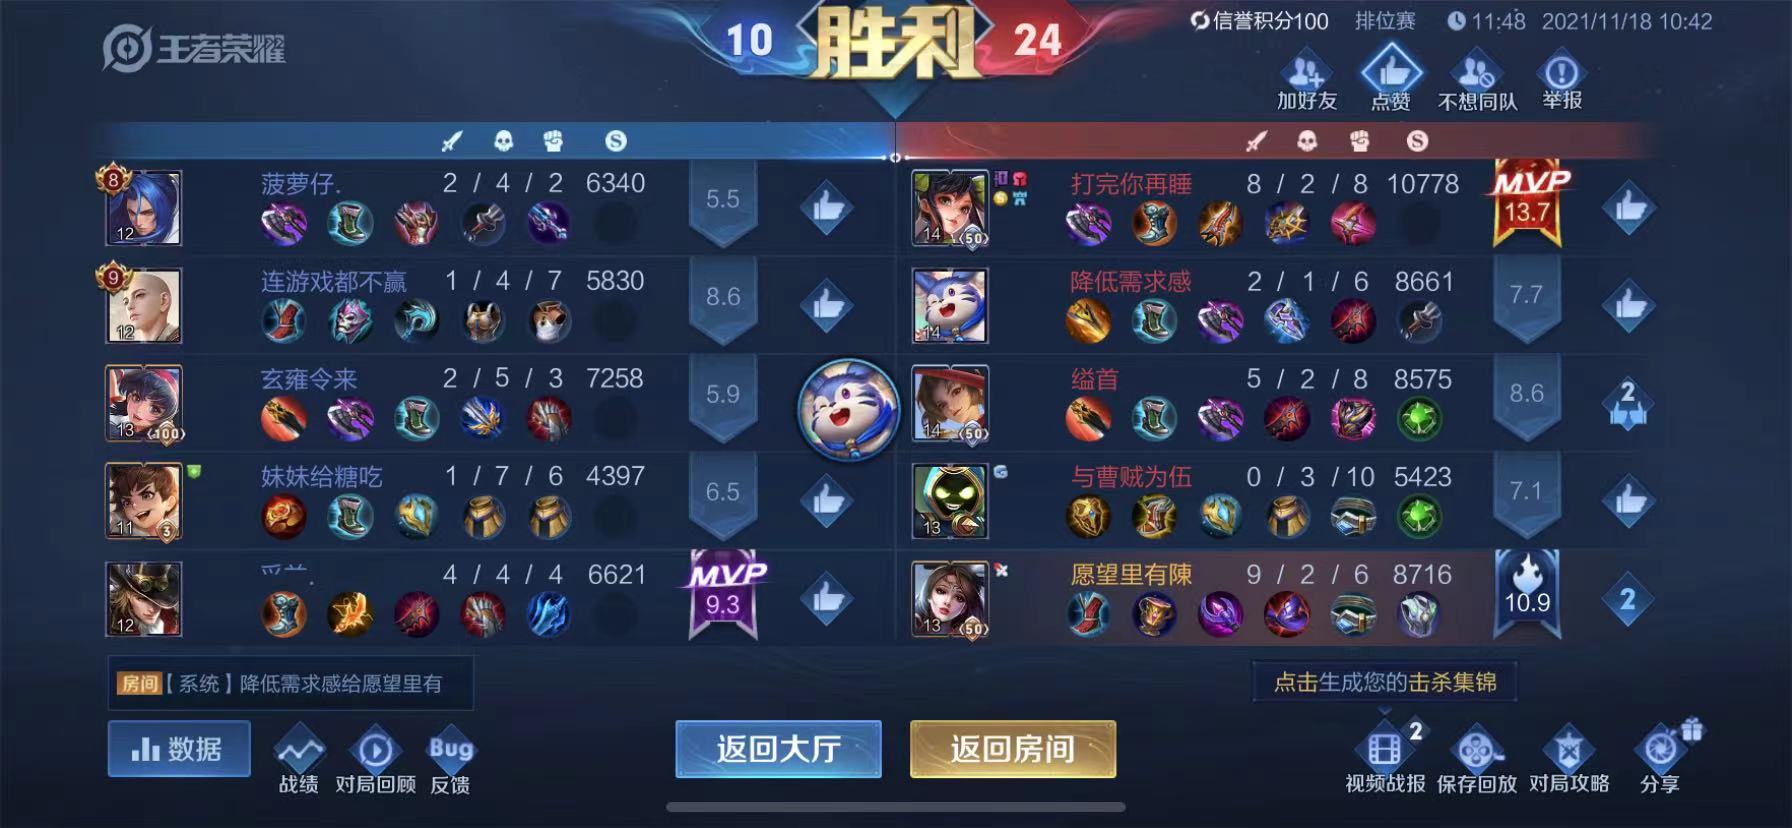 王者荣耀
10 胜利 24
信誉积分100 排位赛 11:48 2021/11/18 10:42
加好友 点赞 不想同队 举报
8 12 菠萝仔. 2 / 4 / 2 6340 5.5
14 50 打完你再睡 8 / 2 / 8 10778 MVP 13.7
9 12 连游戏都不赢 1 / 4 / 7 5830 8.6
14 降低需求感 2 / 1 / 6 8661 7.7
13 100 玄雍令来 2 / 5 / 3 7258 5.9
14 50 缢首 5 / 2 / 8 8575 8.6 2
11 3 妹妹给糖吃 1 / 7 / 6 4397 6.5
13 与曹贼为伍 0 / 3 / 10 5423 7.1
12 4 / 4 / 4 6621 MVP 9.3
13 50 愿望里有陳 9 / 2 / 6 8716 10.9 2
房间【系统】降低需求感给愿望里有
点击生成您的击杀集锦
数据 战绩 对局回顾 Bug 反馈
返回大厅 返回房间
2 视频战报 保存回放 对局攻略 分享